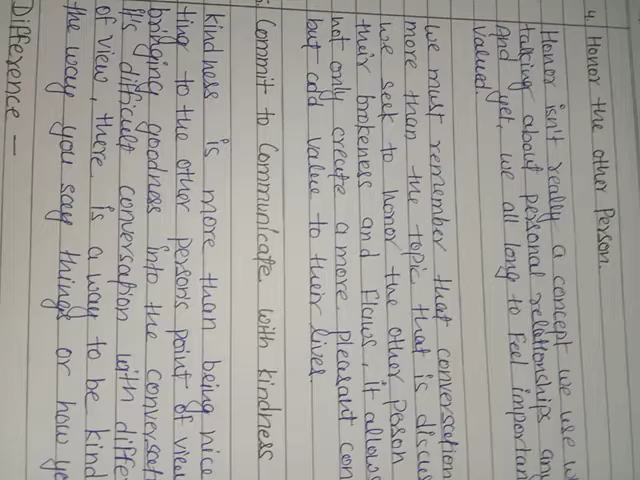 4. Honor the other Person.
Honor isn't really a concept we use w
talking about personal relationships any
And yet, we all long to feel importan
valued.
we must remember that conversation
more than the topic that is discus
we seek to honor the other person
their brokeness and flaws, it allows
not only create a more pleasant con
but add value to their lives.
Commit to Communicate with kindness
kindness is more than being nice
ting to the other person's point of view
bringing goodness into the conversati
It's difficult conversation with differ
of view, there is a way to be kind
the way you say things or how yo
Difference -